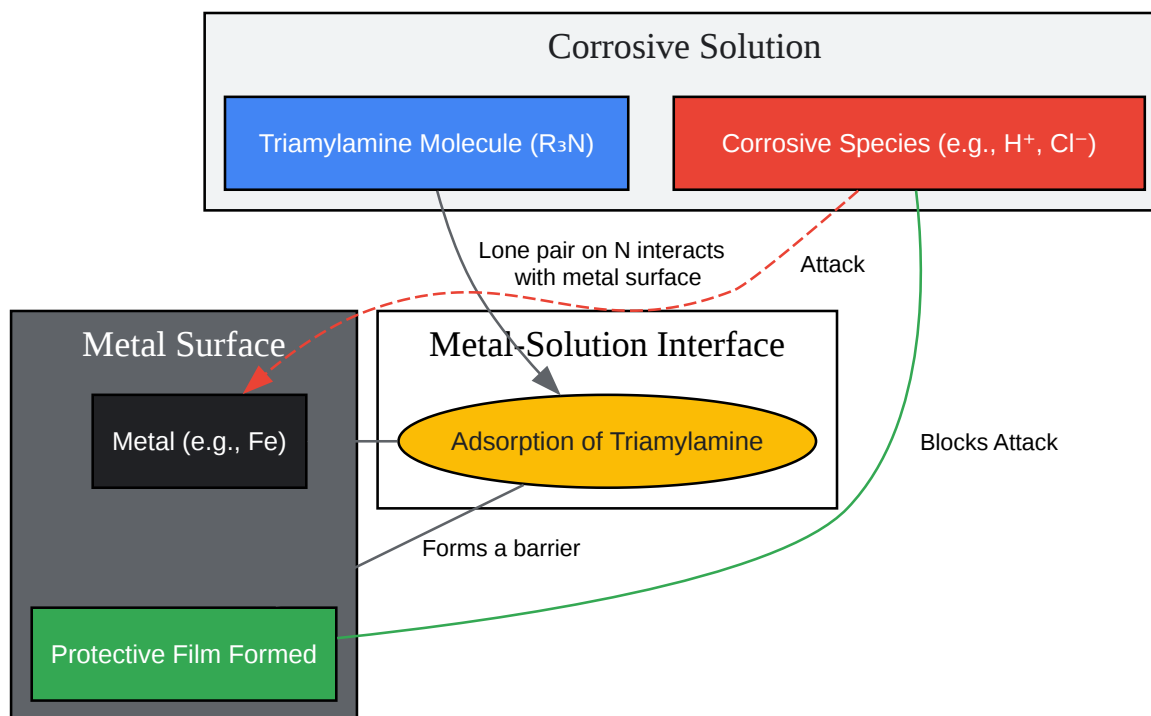 Corrosive Solution
Triamylamine Molecule (R₃N)
Corrosive Species (e.g., H⁺, Cl⁻)
Lone pair on N interacts
with metal surface
Attack
Metal Surface
Metal-Solution Interface
Metal (e.g., Fe)
Adsorption of Triamylamine
Blocks Attack
Forms a barrier
Protective Film Formed